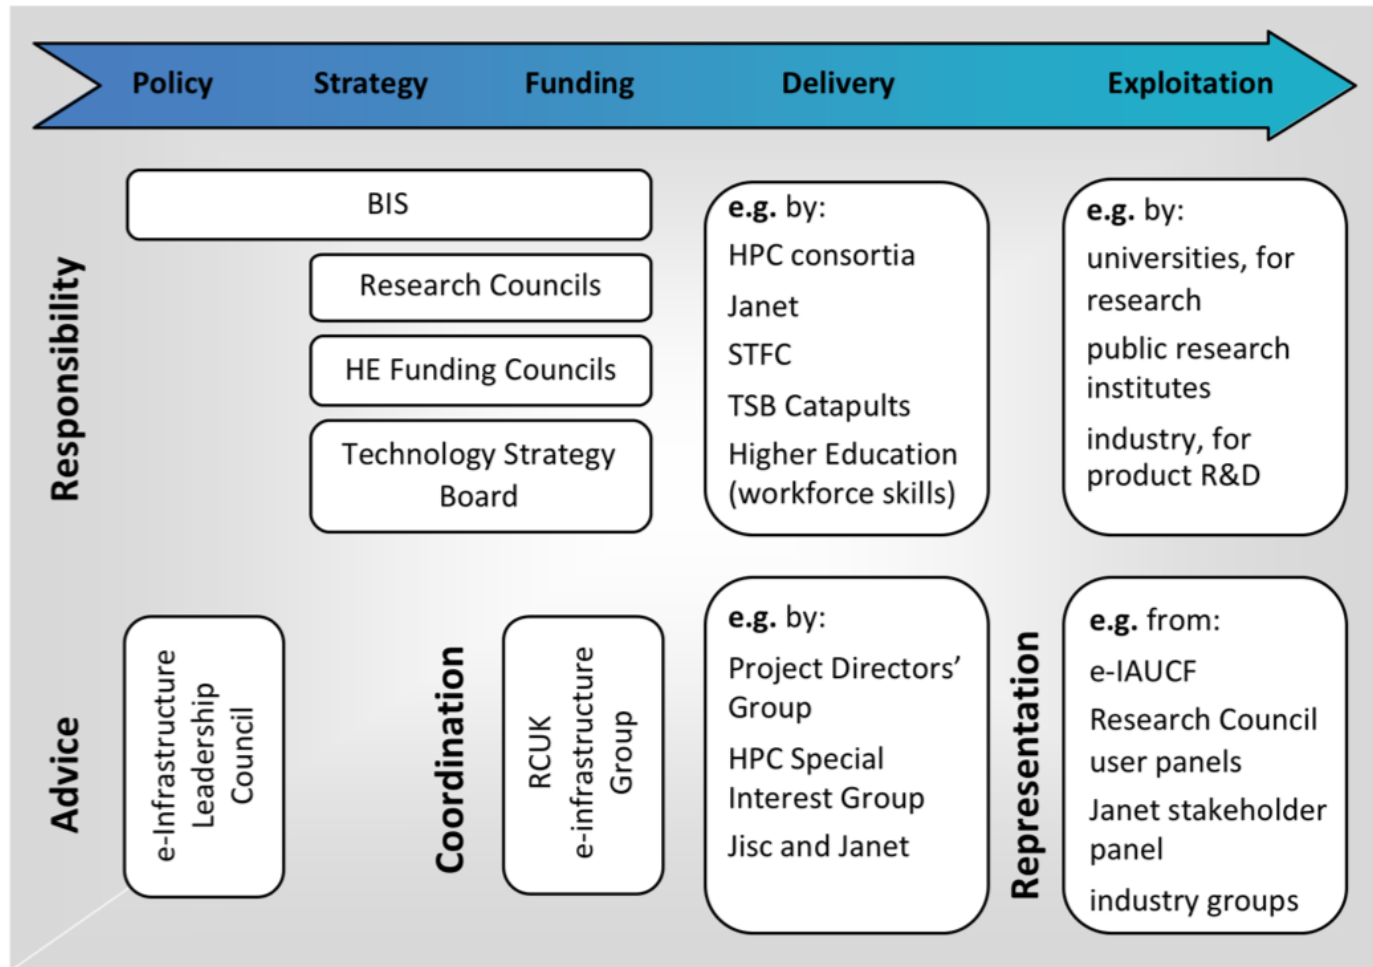 Policy
Strategy
Funding
Delivery
Exploitation
Responsibility
BIS
Research Councils
HE Funding Councils
Technology Strategy
Board
e.g. by:
HPC consortia
Janet
STFC
TSB Catapults
Higher Education
(workforce skills)
e.g. by:
universities, for
research
public research
institutes
industry, for
product R&D
Advice
e-Infrastructure
Leadership
Council
Coordination
RCUK
e-infrastructure
Group
e.g. by:
Project Directors’
Group
HPC Special
Interest Group
Jisc and Janet
Representation
e.g. from:
e-IAUCF
Research Council
user panels
Janet stakeholder
panel
industry groups